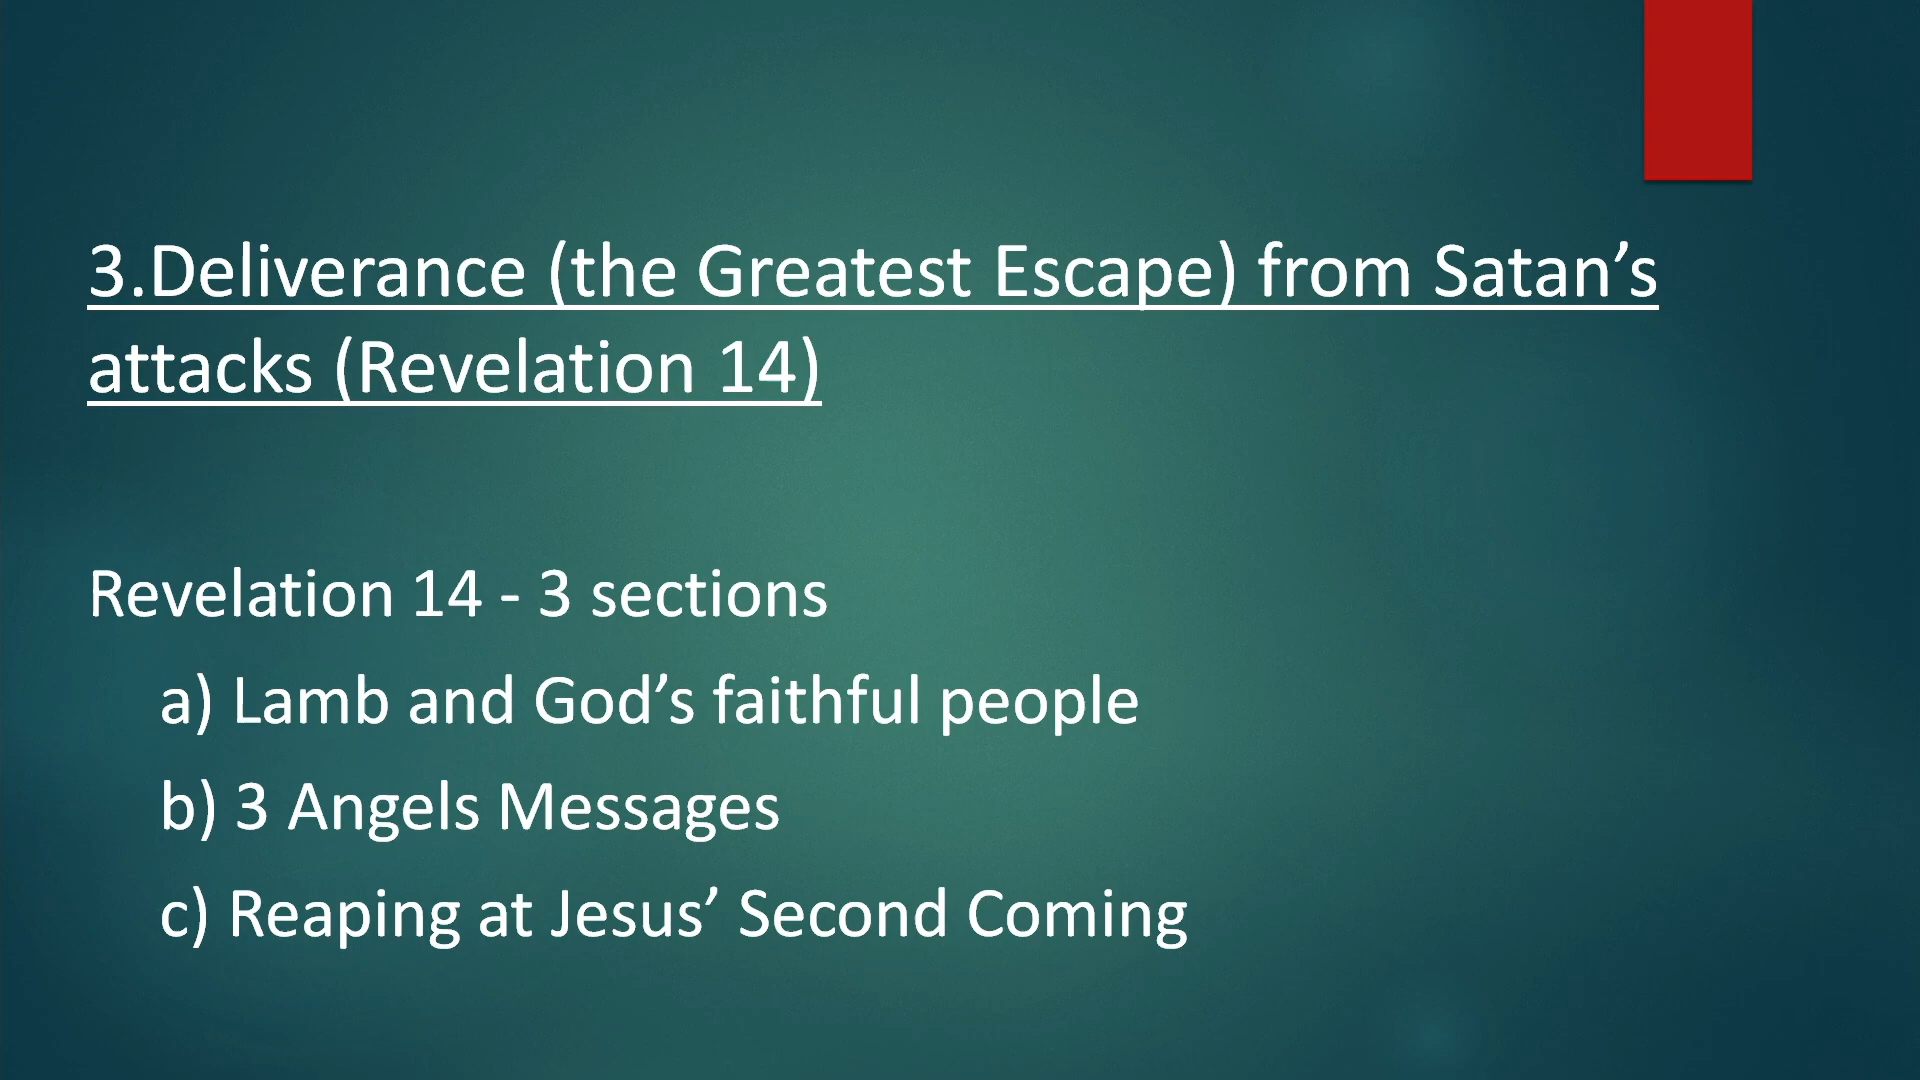 3.Deliverance (the Greatest Escape) from Satan’s
attacks (Revelation 14)
Revelation 14 - 3 sections
a) Lamb and God’s faithful people
b) 3 Angels Messages
c) Reaping at Jesus’ Second Coming